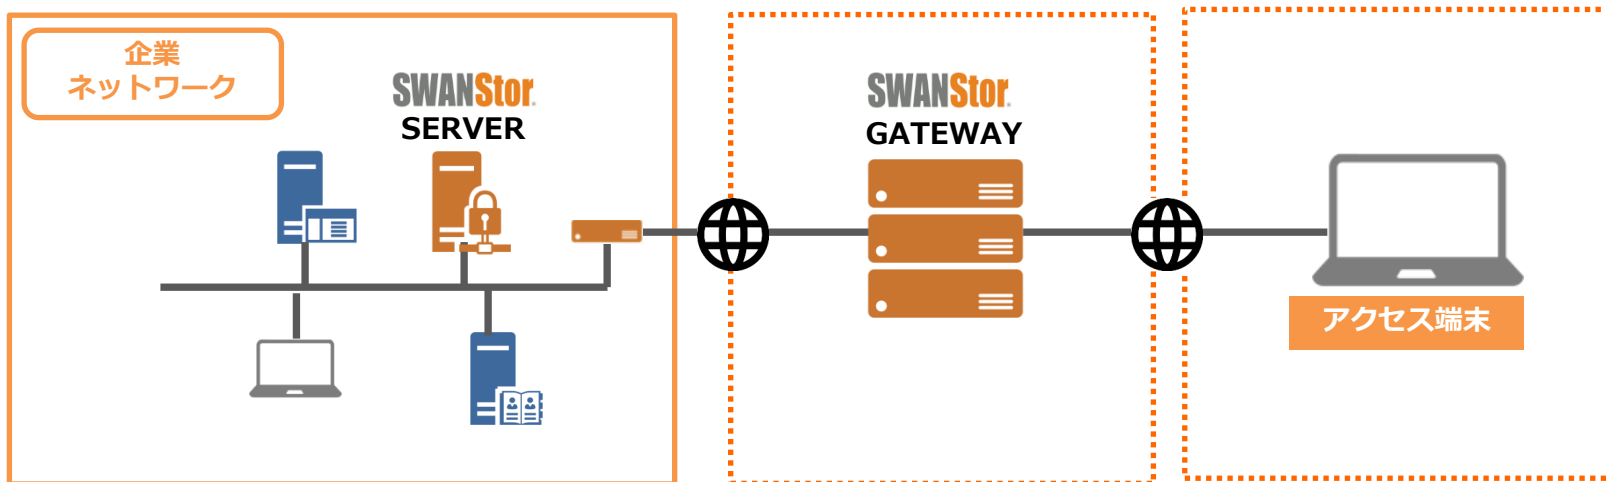 企業
ネットワーク
SWANStor.
SERVER
SWANStor.
GATEWAY
アクセス端末